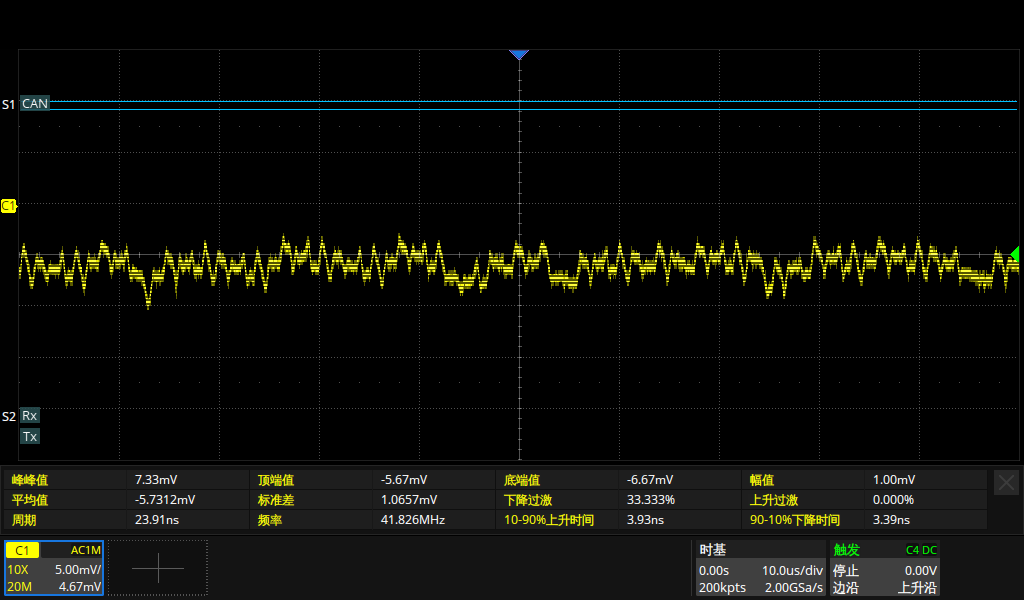 S1 CAN
C1
S2 Rx
Tx
峰峰值 7.33mV 顶端值 -5.67mV 底端值 -6.67mV 幅值 1.00mV
平均值 -5.7312mV 标准差 1.0657mV 下降过激 33.333% 上升过激 0.000%
周期 23.91ns 频率 41.826MHz 10-90%上升时间 3.93ns 90-10%下降时间 3.39ns
C1 AC1M 时基 触发 C4 DC
10X 5.00mV/ 0.00s 10.0us/div 停止 0.00V
20M 4.67mV 200kpts 2.00GSa/s 边沿 上升沿